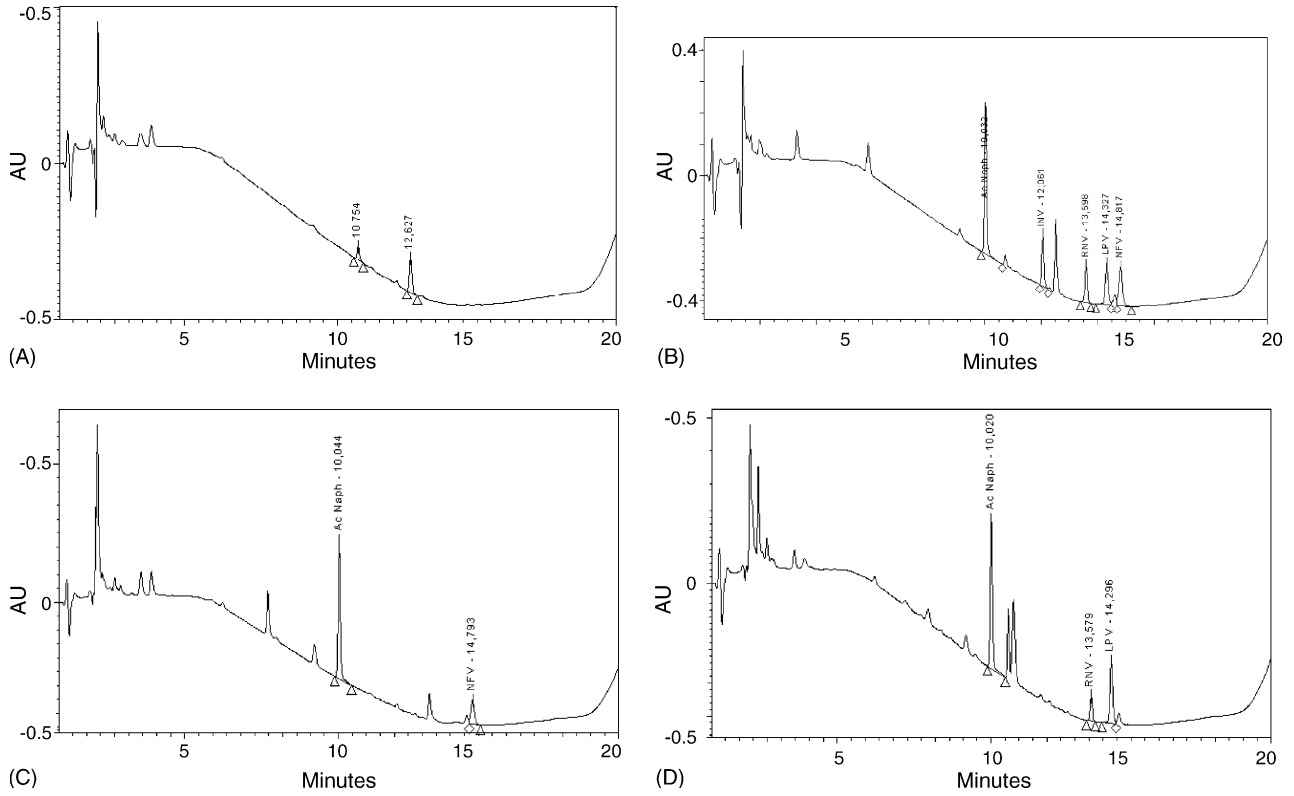 -0.5
AU
0
-0.5
10 754
12,627
5
10
15
20
Minutes
(A)
0.4
AU
0
-0.4
Ac Naph - 10,032
INV - 12,061
RNV - 13,598
LPV - 14,327
NFV - 14,817
5
10
15
20
Minutes
(B)
-0.5
AU
0
-0.5
Ac Naph - 10,044
NFV - 14,793
5
10
15
20
Minutes
(C)
-0.5
AU
0
-0.5
Ac Naph - 10,020
RNV - 13,579
LPV - 14,296
5
10
15
20
Minutes
(D)